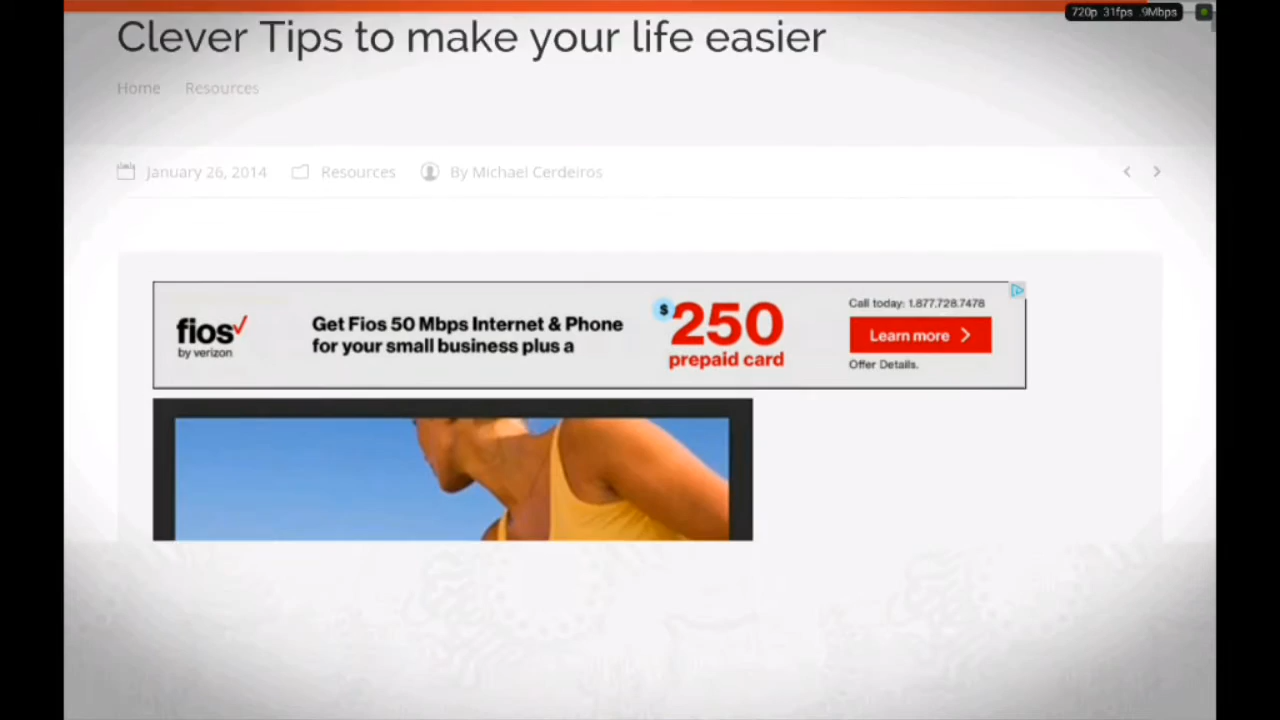 720p 31fps .9Mbps
Clever Tips to make your life easier
Home Resources
January 26, 2014 Resources By Michael Cerdeiros
fios✓
by verizon
Get Fios 50 Mbps Internet & Phone
for your small business plus a
$250
prepaid card
Call today: 1.877.728.7478
Learn more >
Offer Details.